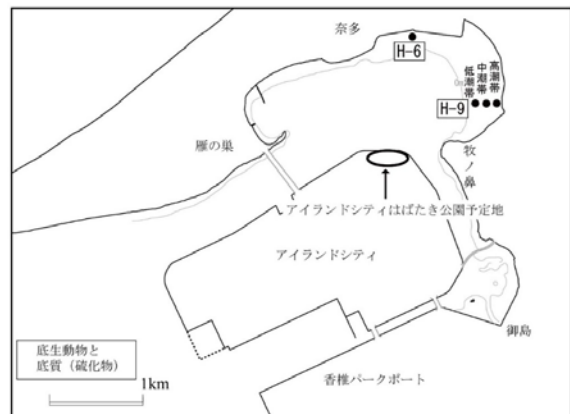 奈多
H-6
高潮帯
中潮帯
低潮帯
H-9
雁の巣
牧ノ鼻
アイランドシティはばたき公園予定地
アイランドシティ
御島
底生動物と
底質（硫化物）
香椎パークポート
1km